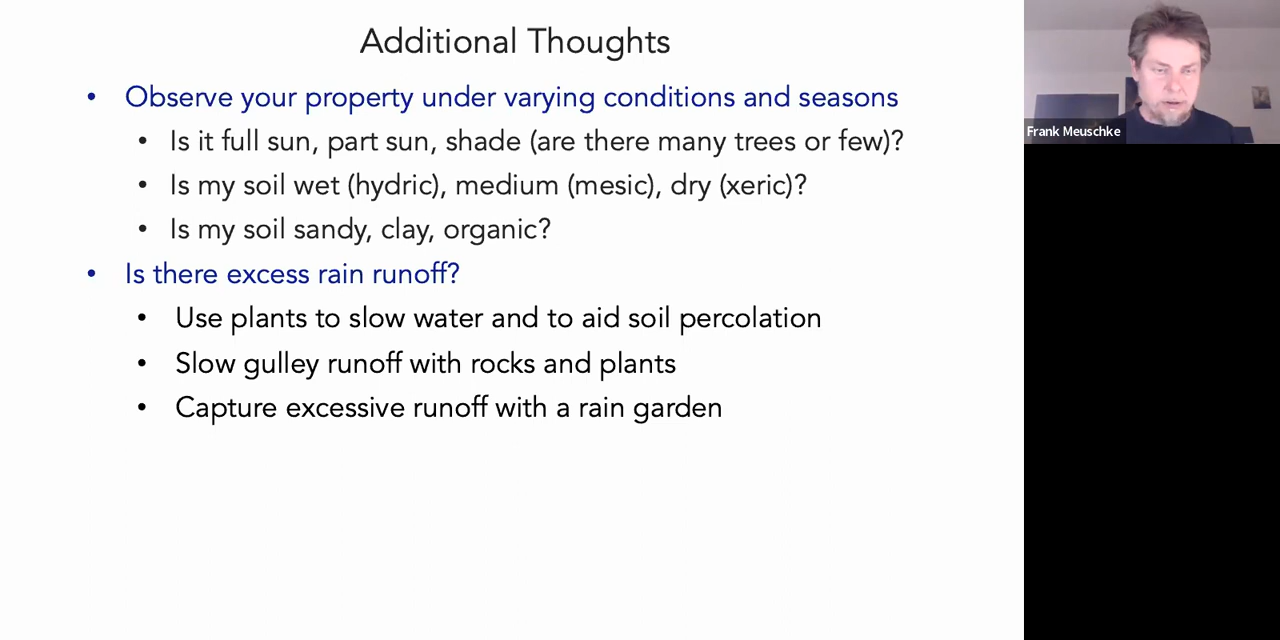 Additional Thoughts
• Observe your property under varying conditions and seasons
• Is it full sun, part sun, shade (are there many trees or few)?
• Is my soil wet (hydric), medium (mesic), dry (xeric)?
• Is my soil sandy, clay, organic?
• Is there excess rain runoff?
• Use plants to slow water and to aid soil percolation
• Slow gulley runoff with rocks and plants
• Capture excessive runoff with a rain garden
Frank Meuschke